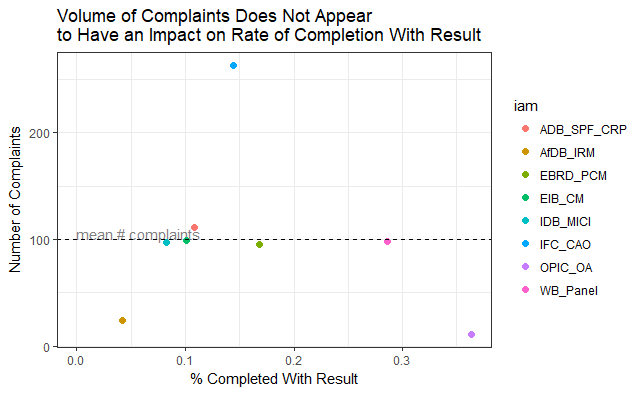 Volume of Complaints Does Not Appear
to Have an Impact on Rate of Completion With Result
Number of Complaints
200
100
0
mean # complaints
0.0
0.1
0.2
0.3
% Completed With Result
iam
ADB_SPF_CRP
AfDB_IRM
EBRD_PCM
EIB_CM
IDB_MICI
IFC_CAO
OPIC_OA
WB_Panel